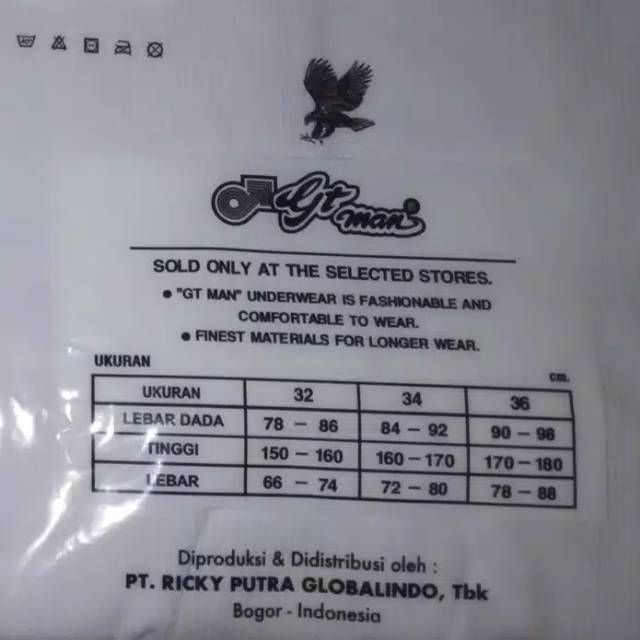 Gt man
SOLD ONLY AT THE SELECTED STORES.
● "GT MAN" UNDERWEAR IS FASHIONABLE AND
COMFORTABLE TO WEAR.
● FINEST MATERIALS FOR LONGER WEAR.
UKURAN
cm.
UKURAN 32 34 36
LEBAR DADA 78 - 86 84 - 92 90 - 98
TINGGI 150 - 160 160 - 170 170 - 180
LEBAR 66 - 74 72 - 80 78 - 88
Diproduksi & Didistribusi oleh :
PT. RICKY PUTRA GLOBALINDO, Tbk
Bogor - Indonesia